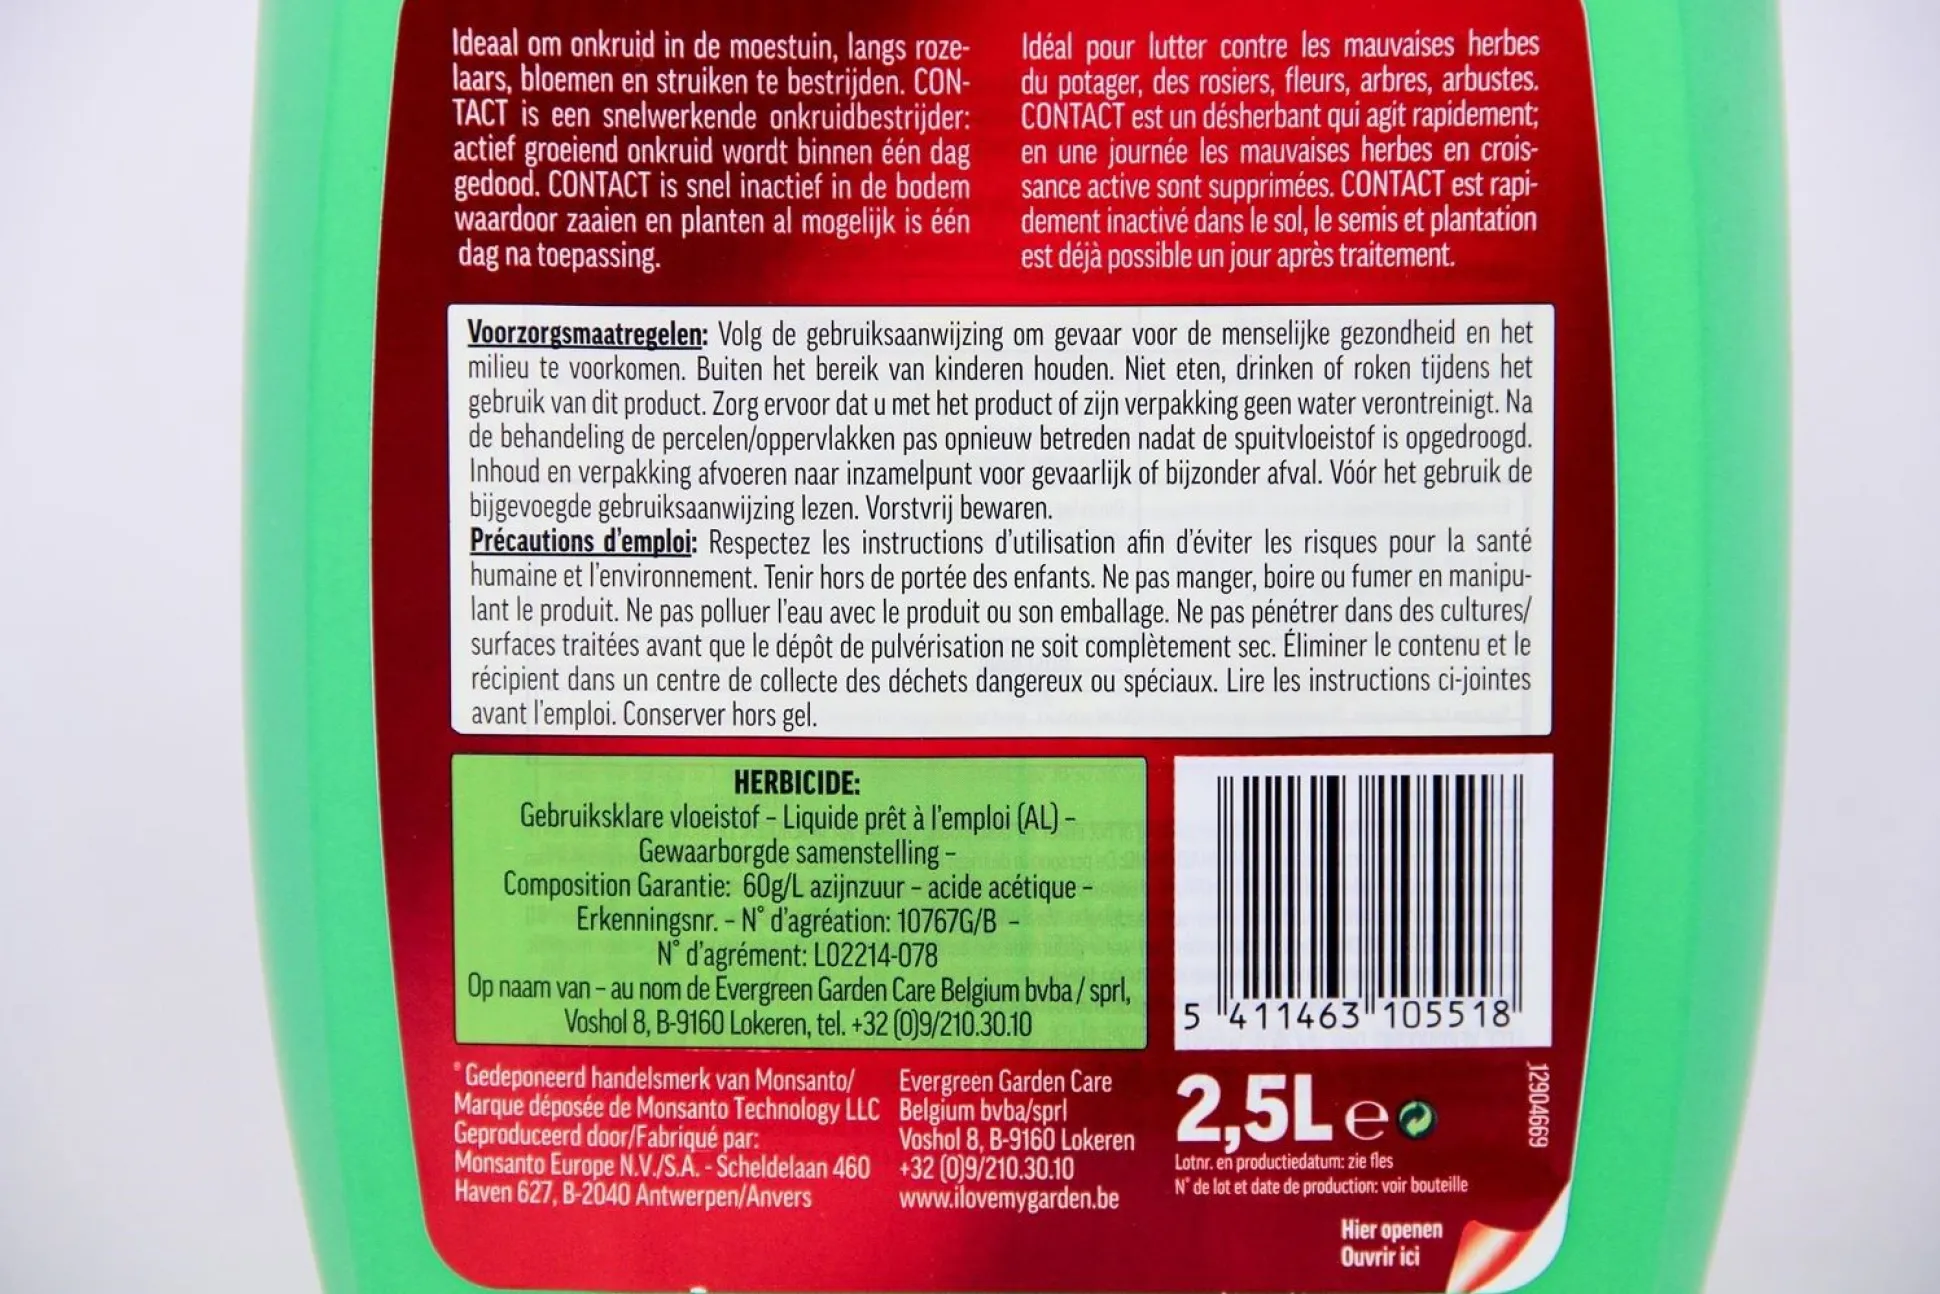 Ideaal om onkruid in de moestuin, langs roze-
laars, bloemen en struiken te bestrijden. CON-
TACT is een snelwerkende onkruidbestrijder:
actief groeiend onkruid wordt binnen één dag
gedood. CONTACT is snel inactief in de bodem
waardoor zaaien en planten al mogelijk is één
dag na toepassing.
Idéal pour lutter contre les mauvaises herbes
du potager, des rosiers, fleurs, arbres, arbustes.
CONTACT est un désherbant qui agit rapidement;
en une journée les mauvaises herbes en crois-
sance active sont supprimées. CONTACT est rapi-
dement inactivé dans le sol, le semis et plantation
est déjà possible un jour après traitement.
Voorzorgsmaatregelen: Volg de gebruiksaanwijzing om gevaar voor de menselijke gezondheid en het
milieu te voorkomen. Buiten het bereik van kinderen houden. Niet eten, drinken of roken tijdens het
gebruik van dit product. Zorg ervoor dat u met het product of zijn verpakking geen water verontreinigt. Na
de behandeling de percelen/oppervlakken pas opnieuw betreden nadat de spuitvloeistof is opgedroogd.
Inhoud en verpakking afvoeren naar inzamelpunt voor gevaarlijk of bijzonder afval. Vóór het gebruik de
bijgevoegde gebruiksaanwijzing lezen. Vorstvrij bewaren.
Précautions d'emploi: Respectez les instructions d'utilisation afin d'éviter les risques pour la santé
humaine et l'environnement. Tenir hors de portée des enfants. Ne pas manger, boire ou fumer en manipu-
lant le produit. Ne pas polluer l'eau avec le produit ou son emballage. Ne pas pénétrer dans des cultures/
surfaces traitées avant que le dépôt de pulvérisation ne soit complètement sec. Éliminer le contenu et le
récipient dans un centre de collecte des déchets dangereux ou spéciaux. Lire les instructions ci-jointes
avant l'emploi. Conserver hors gel.
HERBICIDE:
Gebruiksklare vloeistof – Liquide prêt à l'emploi (AL) –
Gewaarborgde samenstelling –
Composition Garantie: 60g/L azijnzuur – acide acétique –
Erkenningsnr. – N° d'agréation: 10767G/B –
N° d'agrément: L02214-078
Op naam van – au nom de Evergreen Garden Care Belgium bvba / sprl,
Voshol 8, B-9160 Lokeren, tel. +32 (0)9/210.30.10
5 411463 105518
® Gedeponeerd handelsmerk van Monsanto/
Marque déposée de Monsanto Technology LLC
Geproduceerd door/Fabriqué par:
Monsanto Europe N.V./S.A. - Scheldelaan 460
Haven 627, B-2040 Antwerpen/Anvers
Evergreen Garden Care
Belgium bvba/sprl
Voshol 8, B-9160 Lokeren
+32 (0)9/210.30.10
www.ilovemygarden.be
2,5L e
Lotnr. en productiedatum: zie fles
N° de lot et date de production: voir bouteille
12904669
Hier openen
Ouvrir ici